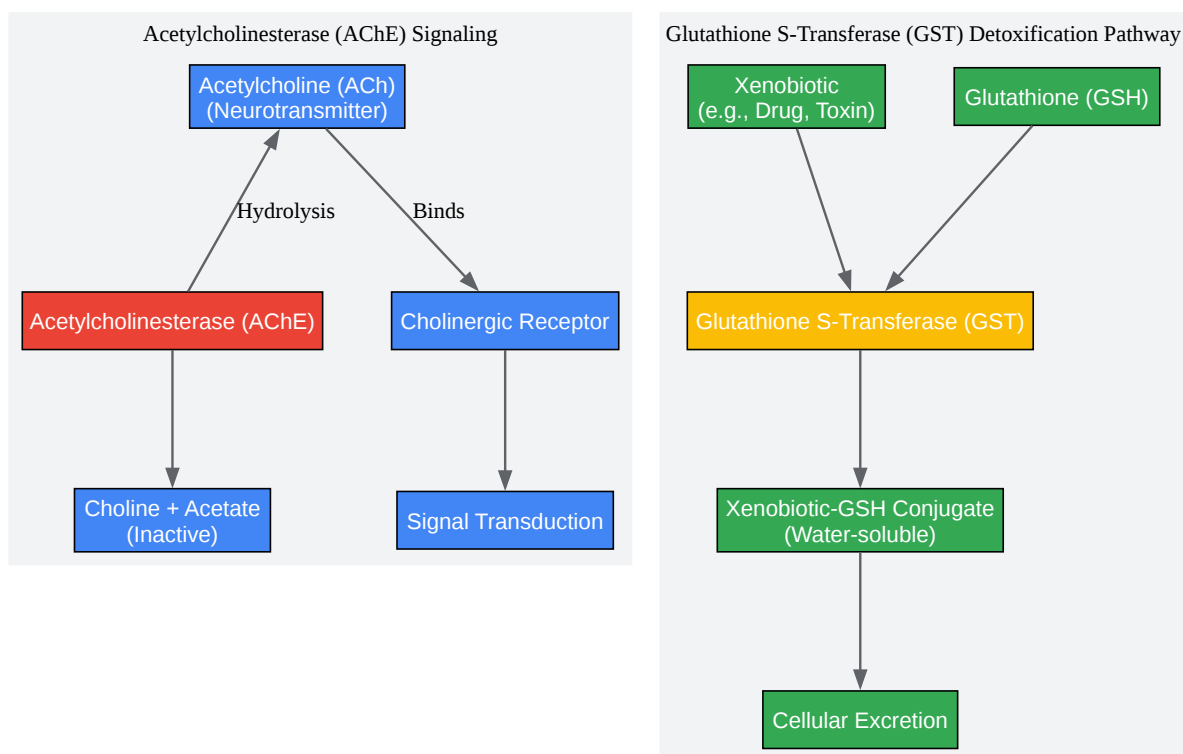 Acetylcholinesterase (AChE) Signaling
Acetylcholine (ACh)
(Neurotransmitter)
Hydrolysis
Binds
Acetylcholinesterase (AChE)
Cholinergic Receptor
Choline + Acetate
(Inactive)
Signal Transduction
Glutathione S-Transferase (GST) Detoxification Pathway
Xenobiotic
(e.g., Drug, Toxin)
Glutathione (GSH)
Glutathione S-Transferase (GST)
Xenobiotic-GSH Conjugate
(Water-soluble)
Cellular Excretion